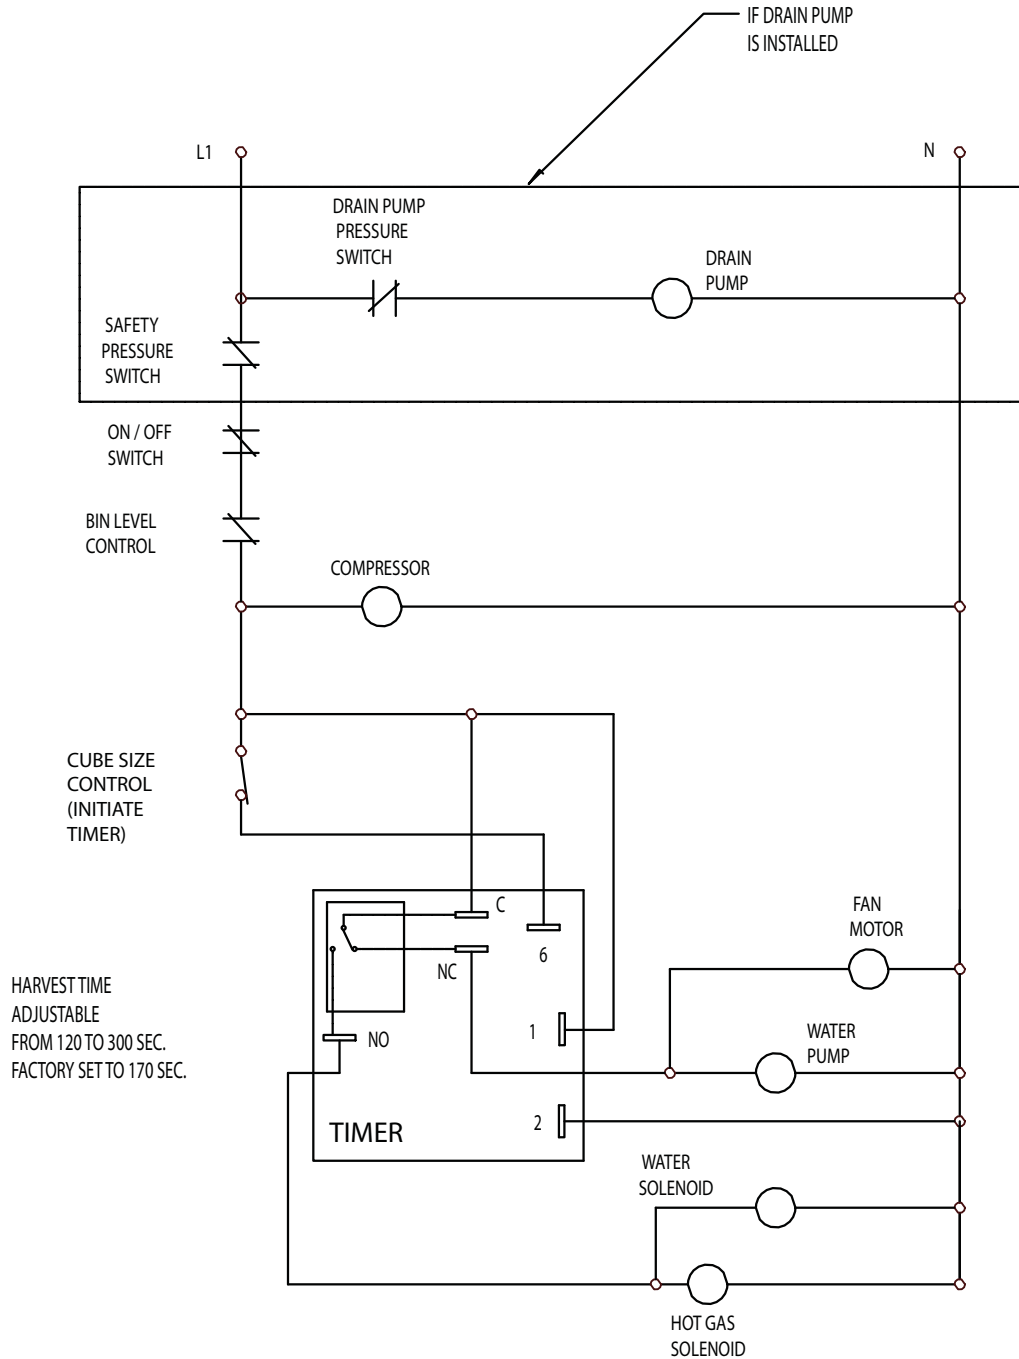 IF DRAIN PUMP
IS INSTALLED
L1
N
DRAIN PUMP
PRESSURE
SWITCH
DRAIN
PUMP
SAFETY
PRESSURE
SWITCH
ON / OFF
SWITCH
BIN LEVEL
CONTROL
COMPRESSOR
CUBE SIZE
CONTROL
(INITIATE
TIMER)
C
6
NC
FAN
MOTOR
HARVEST TIME
ADJUSTABLE
FROM 120 TO 300 SEC.
FACTORY SET TO 170 SEC.
NO
1
WATER
PUMP
2
TIMER
WATER
SOLENOID
HOT GAS
SOLENOID